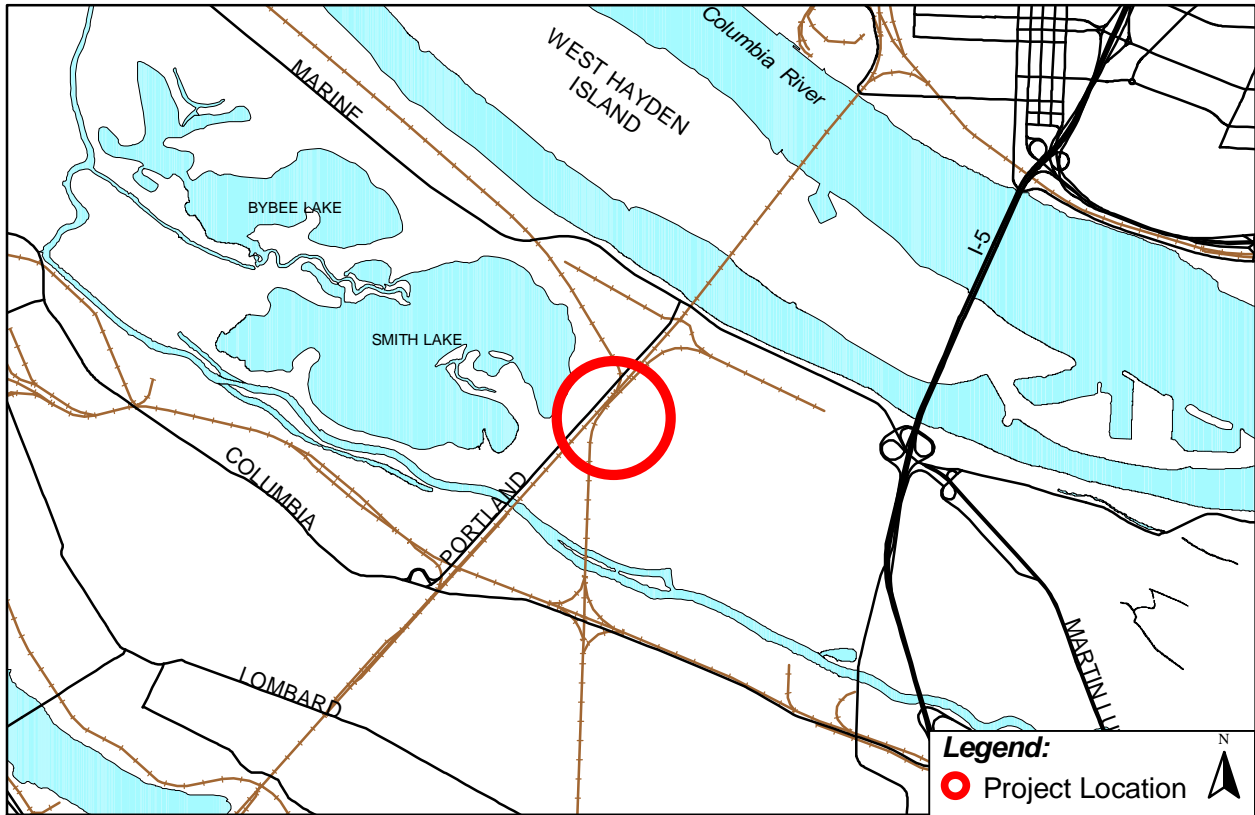 Columbia River
WEST HAYDEN
ISLAND
MARINE
BYBEE LAKE
I-5
SMITH LAKE
COLUMBIA
PORTLAND
LOMBARD
MARTIN LU
Legend:
Project Location
N